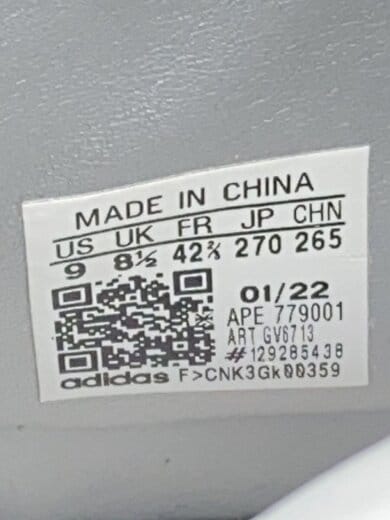 MADE IN CHINA
US UK FR JP CHN
9 8½ 42⅔ 270 265
01/22
APE 779001
ART GV6713
#129285438
adidas F>CNK3Gk00359